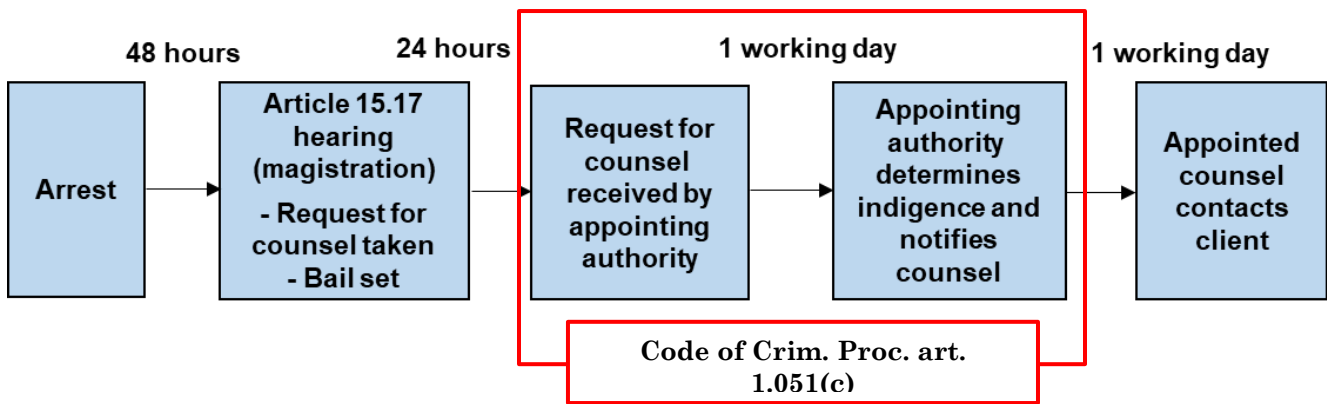 48 hours
24 hours
1 working day
1 working day
Arrest
Article 15.17
hearing
(magistration)
- Request for
counsel taken
- Bail set
Request for
counsel
received by
appointing
authority
Appointing
authority
determines
indigence and
notifies
counsel
Appointed
counsel
contacts
client
Code of Crim. Proc. art.
1.051(c)